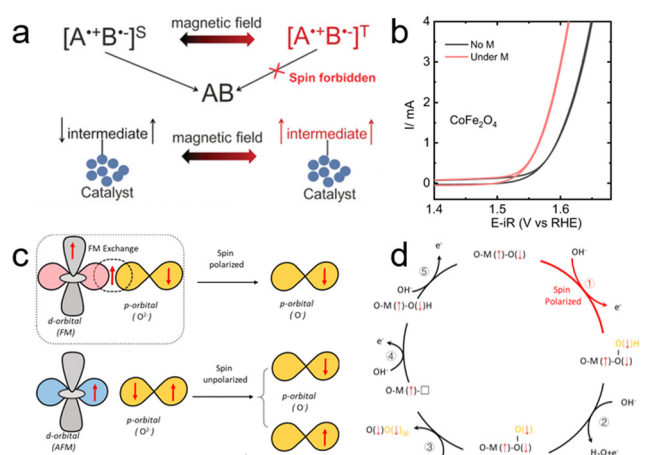 a
magnetic field
[A•+B•-]S
[A•+B•-]T
Spin forbidden
AB
↓ intermediate ↑
magnetic field
↑ intermediate ↑
Catalyst
Catalyst
b
No M
Under M
CoFe2O4
I/ mA
4
3
2
1
0
1.4
1.5
1.6
E-iR (V vs RHE)
c
FM Exchange
d-orbital
(FM)
p-orbital
(O2-)
Spin
polarized
p-orbital
(O-)
d-orbital
(AFM)
p-orbital
(O2-)
Spin
unpolarized
p-orbital
(O-)
d
O-M(↑)-O(↓)
OH-
①
Spin
Polarized
e-
O(↓)H
O-M(↑)-O(↓)
OH-
②
H2O+e-
O(↓)
O-M(↑)-O(↓)
③
O(↓)O(↓)(g)
O-M(↑)-□
OH-
④
e-
O-M(↑)-O(↓)H
OH-
⑤
e-